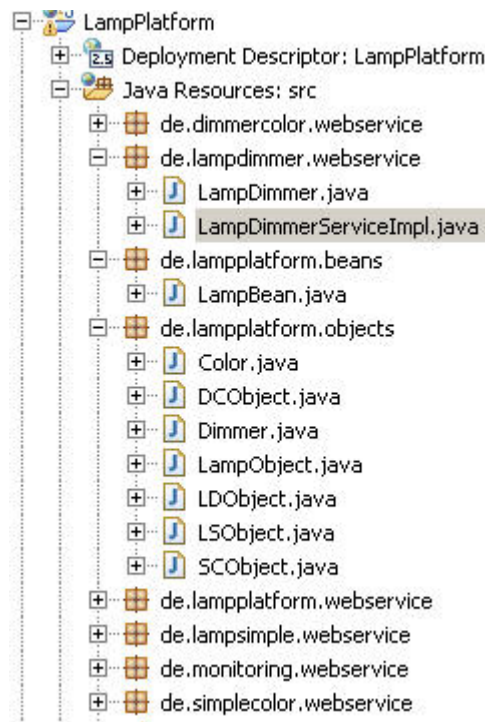 LampPlatform
2.5 Deployment Descriptor: LampPlatform
Java Resources: src
de.dimmercolor.webservice
de.lampdimmer.webservice
J LampDimmer.java
J LampDimmerServiceImpl.java
de.lampplatform.beans
J LampBean.java
de.lampplatform.objects
J Color.java
J DCObject.java
J Dimmer.java
J LampObject.java
J LDObject.java
J LSObject.java
J SCObject.java
de.lampplatform.webservice
de.lampsimple.webservice
de.monitoring.webservice
de.simplecolor.webservice